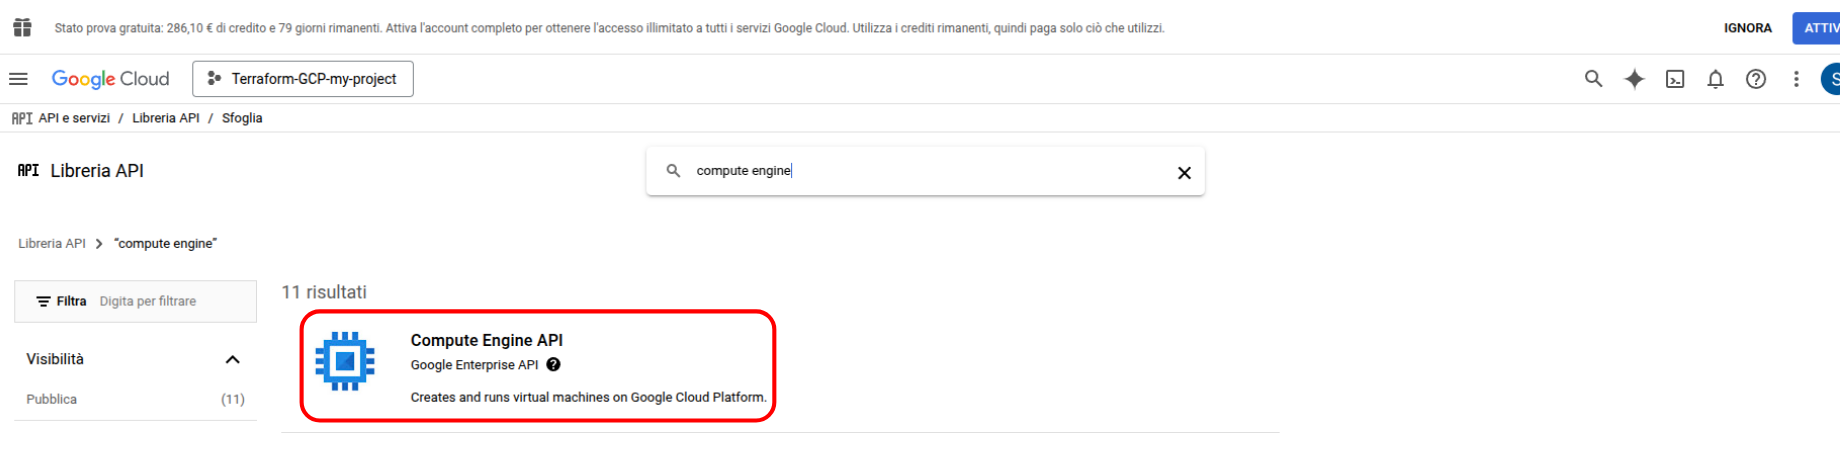 Stato prova gratuita: 286,10 € di credito e 79 giorni rimanenti. Attiva l'account completo per ottenere l'accesso illimitato a tutti i servizi Google Cloud. Utilizza i crediti rimanenti, quindi paga solo ciò che utilizzi. IGNORA ATTIV
Google Cloud Terraform-GCP-my-project S
API API e servizi / Libreria API / Sfoglia
API Libreria API compute engine
Libreria API > "compute engine"
Filtra Digita per filtrare
11 risultati
Compute Engine API
Google Enterprise API
Creates and runs virtual machines on Google Cloud Platform.
Visibilità
Pubblica (11)